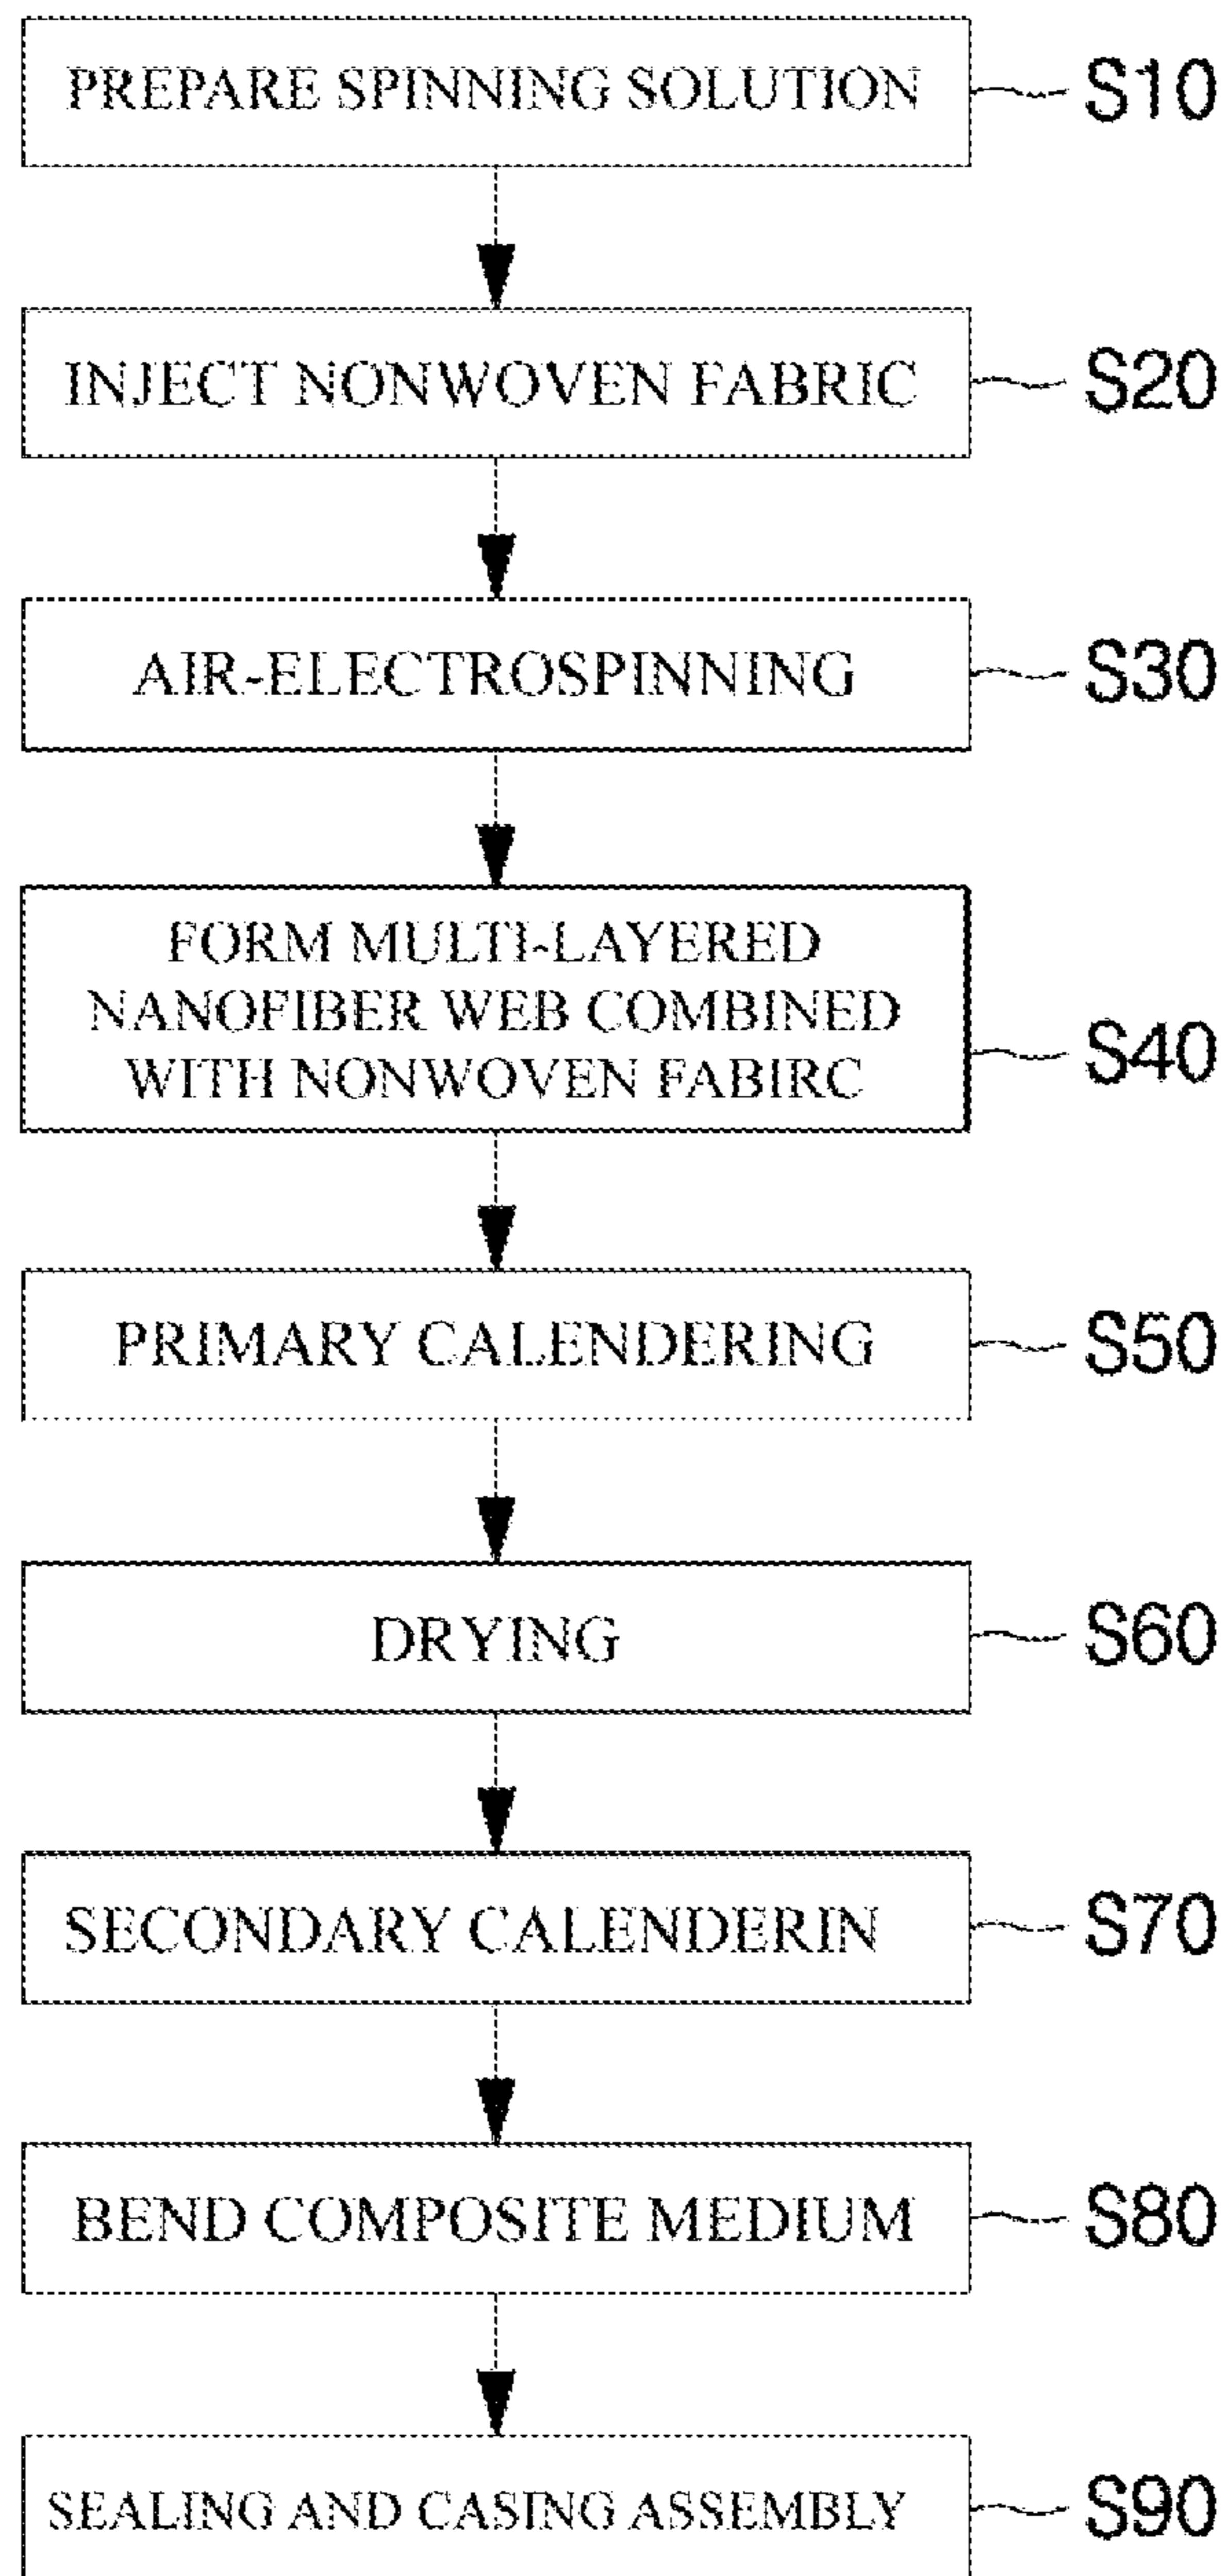 PREPARE SPINNING SOLUTION S10
INJECT NONWOVEN FABRIC S20
AIR-ELECTROSPINNING S30
FORM MULTI-LAYERED
NANOFIBER WEB COMBINED
WITH NONWOVEN FABIRC
S40
PRIMARY CALENDERING S50
DRYING S60
SECONDARY CALENDERIN S70
BEND COMPOSITE MEDIUM S80
SEALING AND CASING ASSEMBLY S90